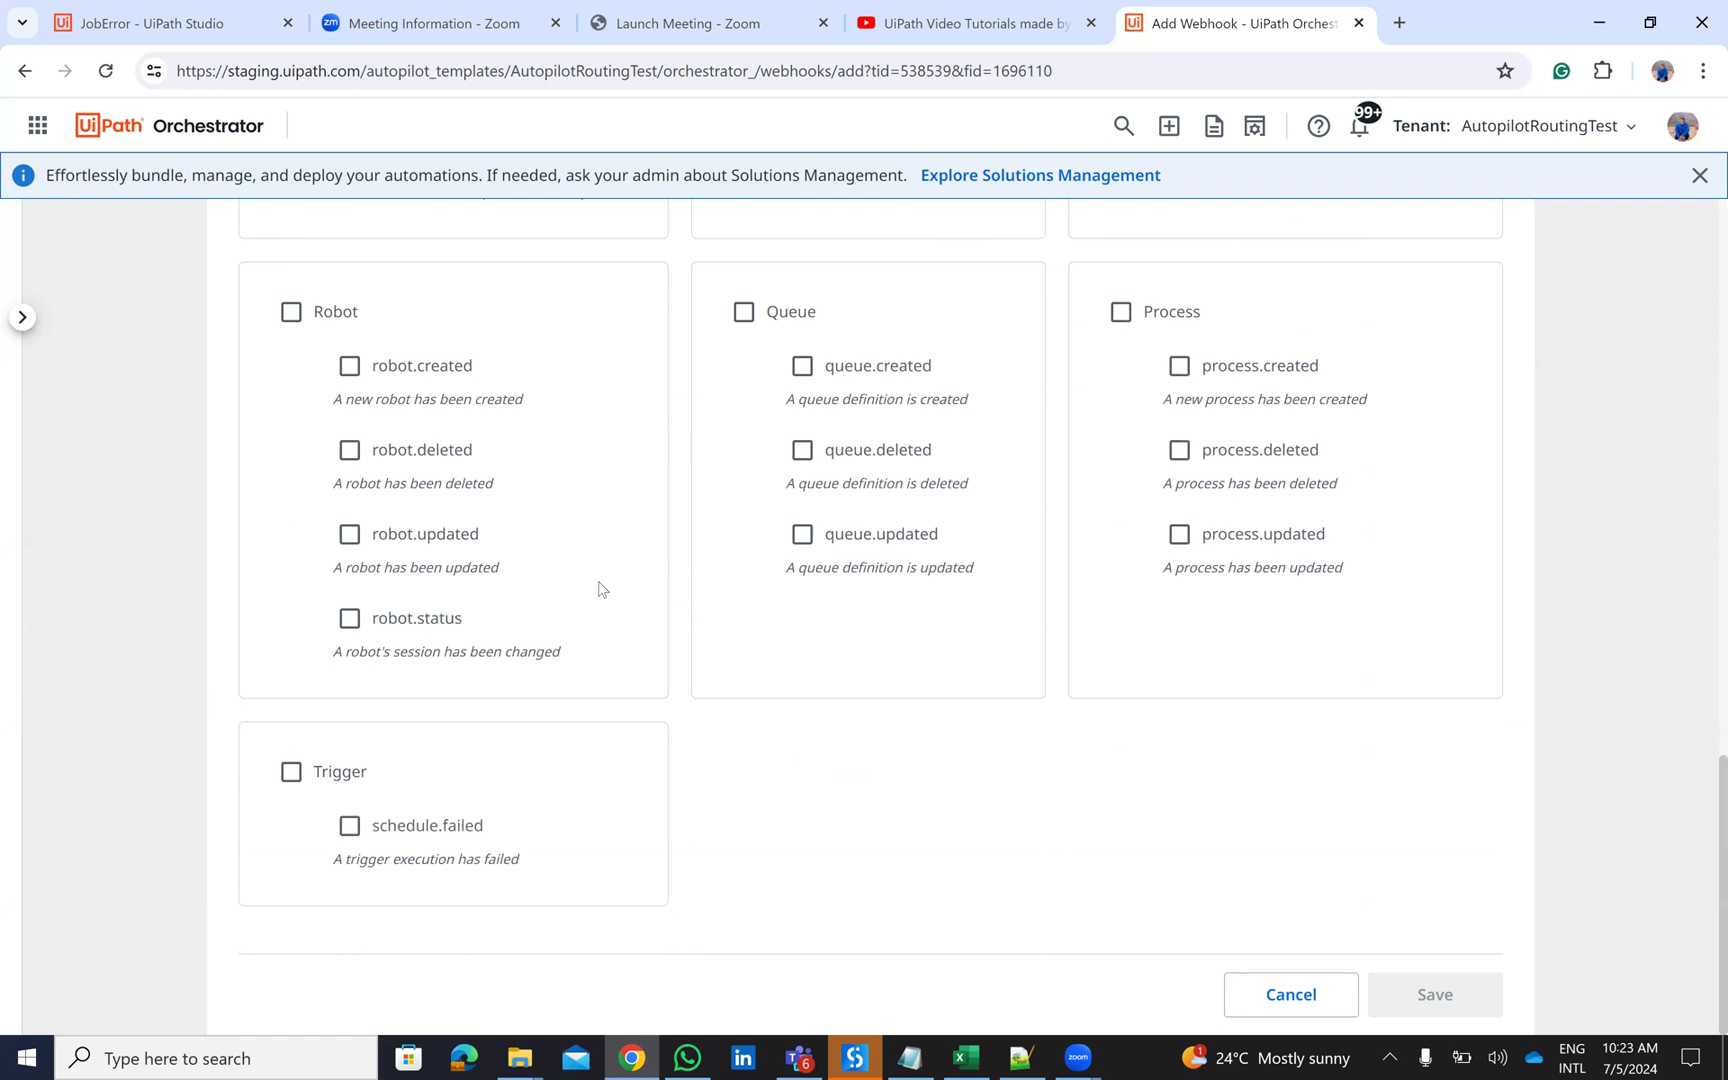 JobError - UiPath Studio
Meeting Information - Zoom
Launch Meeting - Zoom
UiPath Video Tutorials made by
Add Webhook - UiPath Orchest
https://staging.uipath.com/autopilot_templates/AutopilotRoutingTest/orchestrator_/webhooks/add?tid=538539&fid=1696110
UiPath Orchestrator
99+
Tenant: AutopilotRoutingTest
Effortlessly bundle, manage, and deploy your automations. If needed, ask your admin about Solutions Management. Explore Solutions Management
Robot
robot.created
A new robot has been created
robot.deleted
A robot has been deleted
robot.updated
A robot has been updated
robot.status
A robot's session has been changed
Queue
queue.created
A queue definition is created
queue.deleted
A queue definition is deleted
queue.updated
A queue definition is updated
Process
process.created
A new process has been created
process.deleted
A process has been deleted
process.updated
A process has been updated
Trigger
schedule.failed
A trigger execution has failed
Cancel
Save
Type here to search
6
zoom
1
24°C Mostly sunny
ENG
INTL
10:23 AM
7/5/2024